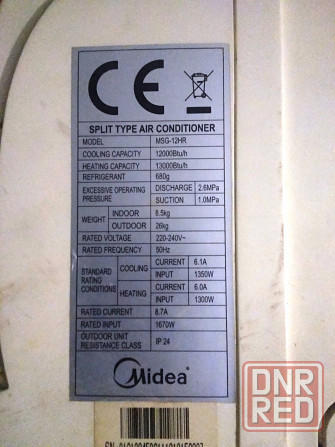 CE
SPLIT TYPE AIR CONDITIONER
MODEL MSG-12HR
COOLING CAPACITY 12000Btu/h
HEATING CAPACITY 13000Btu/h
REFRIGERANT 680g
EXCESSIVE OPERATING PRESSURE DISCHARGE 2.6MPa
SUCTION 1.0MPa
WEIGHT INDOOR 8.5kg
OUTDOOR 26kg
RATED VOLTAGE 220-240V~
RATED FREQUENCY 50Hz
STANDARD RATING CONDITIONS COOLING CURRENT 6.1A
INPUT 1350W
HEATING CURRENT 6.0A
INPUT 1300W
RATED CURRENT 8.7A
RATED INPUT 1670W
OUTDOOR UNIT RESISTANCE CLASS IP 24
Midea
DNR
RED